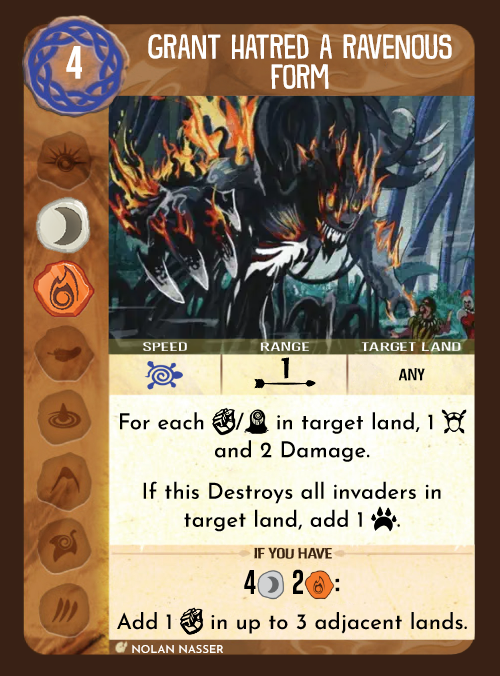 4
GRANT HATRED A RAVENOUS
FORM
SPEED RANGE TARGET LAND
1 ANY
For each / in target land, 1
and 2 Damage.
If this Destroys all invaders in
target land, add 1 .
IF YOU HAVE
4 2 :
Add 1 in up to 3 adjacent lands.
NOLAN NASSER